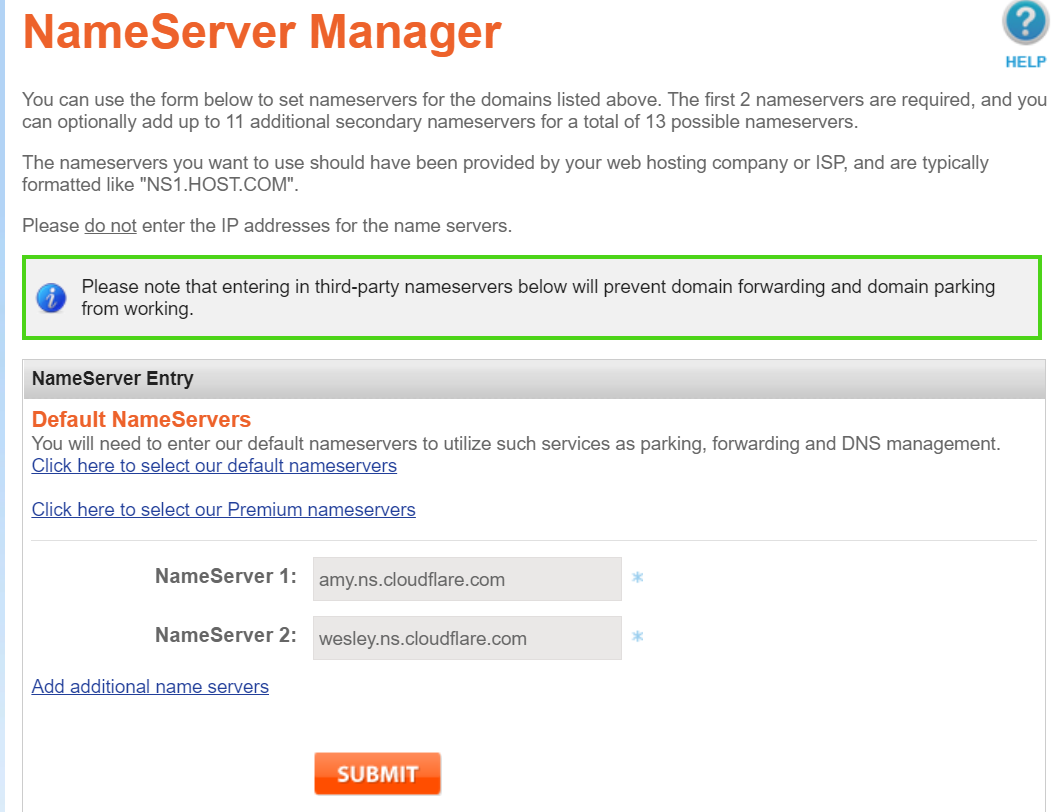 NameServer Manager
?
HELP
You can use the form below to set nameservers for the domains listed above. The first 2 nameservers are required, and you
can optionally add up to 11 additional secondary nameservers for a total of 13 possible nameservers.
The nameservers you want to use should have been provided by your web hosting company or ISP, and are typically
formatted like "NS1.HOST.COM".
Please do not enter the IP addresses for the name servers.
i
Please note that entering in third-party nameservers below will prevent domain forwarding and domain parking
from working.
NameServer Entry
Default NameServers
You will need to enter our default nameservers to utilize such services as parking, forwarding and DNS management.
Click here to select our default nameservers
Click here to select our Premium nameservers
NameServer 1: amy.ns.cloudflare.com *
NameServer 2: wesley.ns.cloudflare.com *
Add additional name servers
SUBMIT